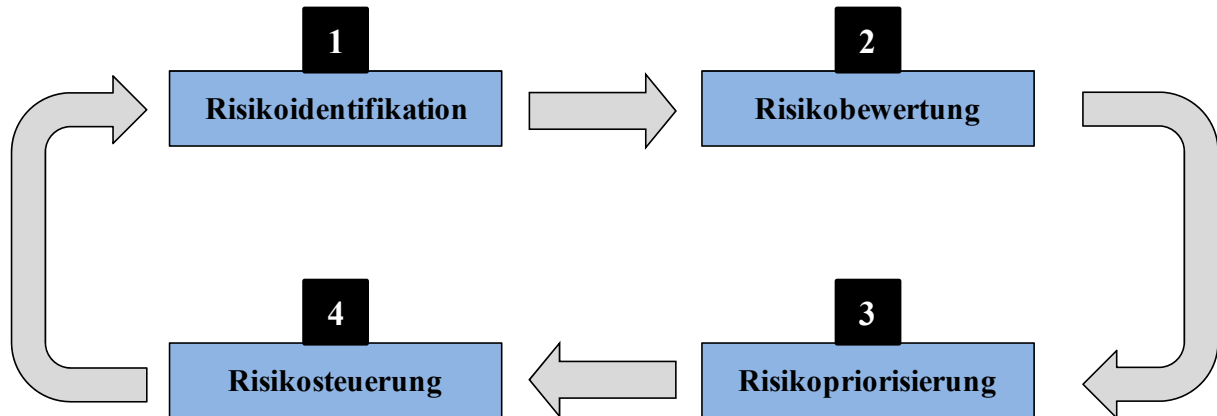 1
Risikoidentifikation
2
Risikobewertung
3
Risikopriorisierung
4
Risikosteuerung